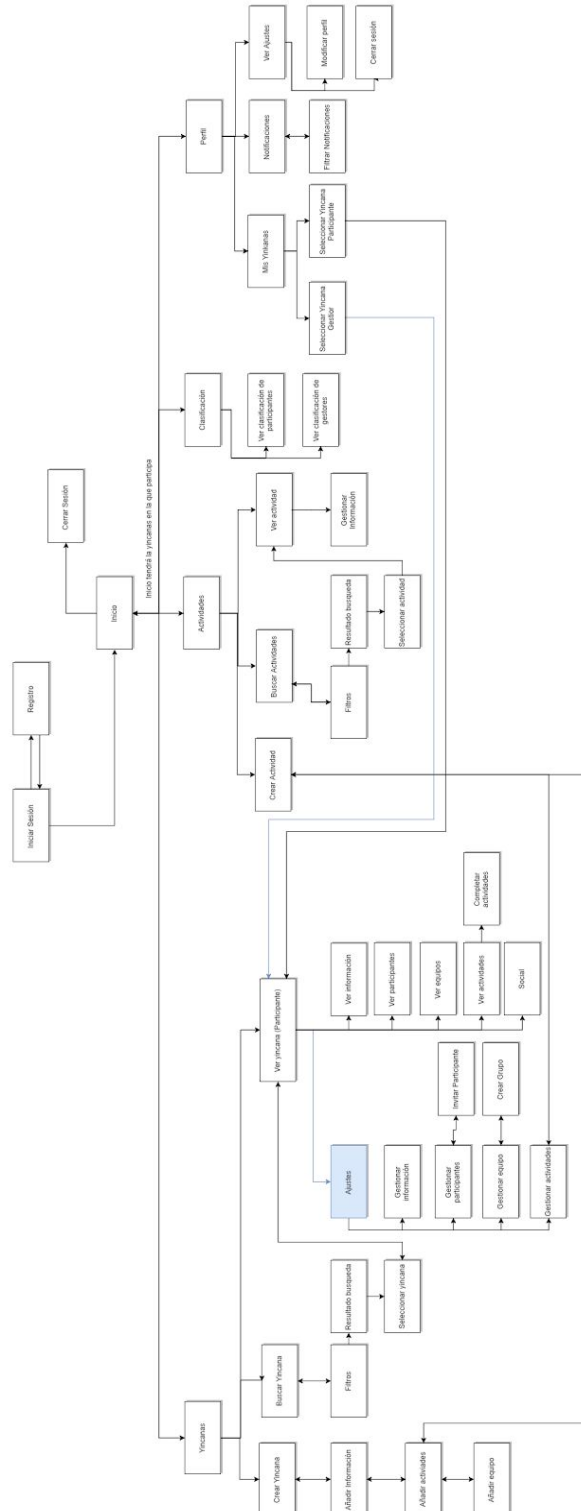 Iniciar Sesión
Registro
Cerrar Sesión
Inicio
Inicio tendrá la yincanas en la que participa
Yincanas
Actividades
Clasificación
Perfil
Crear Yincana
Buscar Yincana
Ver yincana (Participante)
Crear Actividad
Buscar Actividades
Ver actividad
Ver clasificación de
participantes
Ver clasificación de
gestores
Mis Yinkanas
Notificaciones
Ver Ajustes
Añadir Información
Filtros
Resultado busqueda
Seleccionar yincana
Ajustes
Gestionar
información
Gestionar
participantes
Invitar Participante
Gestionar equipo
Crear Grupo
Gestionar actividades
Ver información
Ver participantes
Ver equipos
Ver actividades
Completar
actividades
Social
Filtros
Resultado busqueda
Seleccionar actividad
Gestionar
Información
Seleccionar Yincana
Gestior
Seleccionar Yincana
Participante
Filtrar Notificaciones
Modificar perfil
Cerrar sesión
Añadir activiades
Añadir equipo